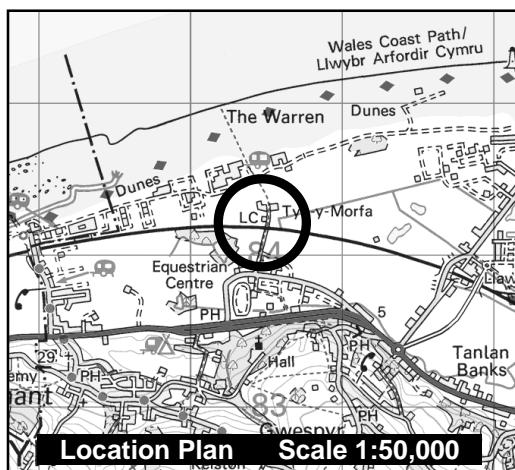 Wales Coast Path/
Llwybr Arfordir Cymru
The Warren
Dunes
Dunes
LC
Ty'n-y-Morfa
84
Equestrian
Centre
PH
5
Hall
PH
29
PH
Tanlan
Banks
83
Gwespyr
PH
Location Plan Scale 1:50,000